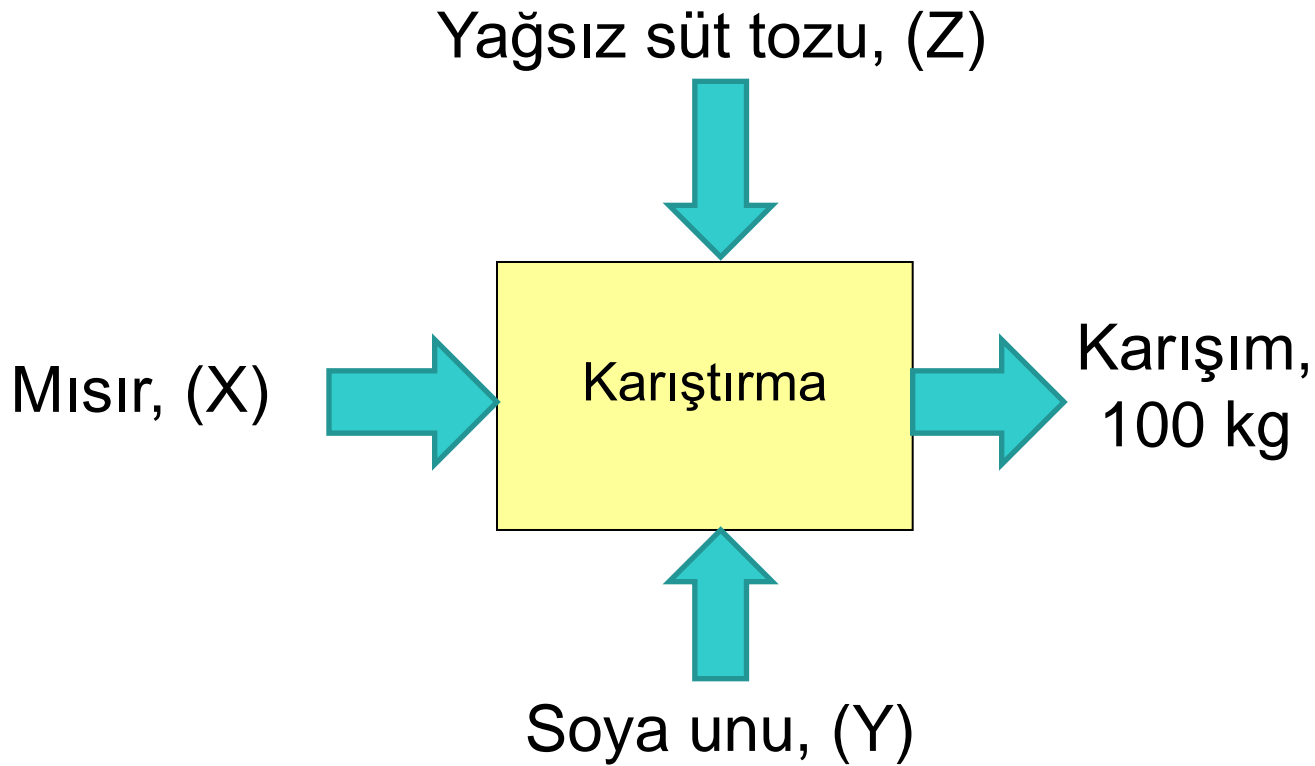 Yağsız süt tozu, (Z)
Mısır, (X)
Karıştırma
Karışım,
100 kg
Soya unu, (Y)